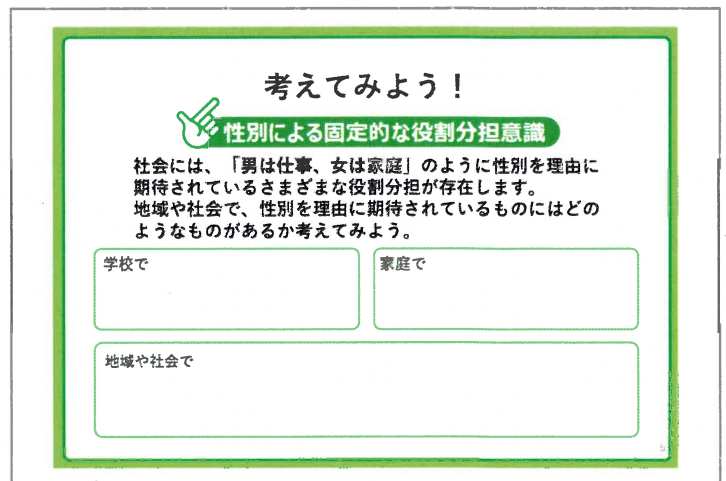 考えてみよう！
性別による固定的な役割分担意識
社会には、「男は仕事、女は家庭」のように性別を理由に
期待されているさまざまな役割分担が存在します。
地域や社会で、性別を理由に期待されているものにはどの
ようなものがあるか考えてみよう。
学校で
家庭で
地域や社会で
5